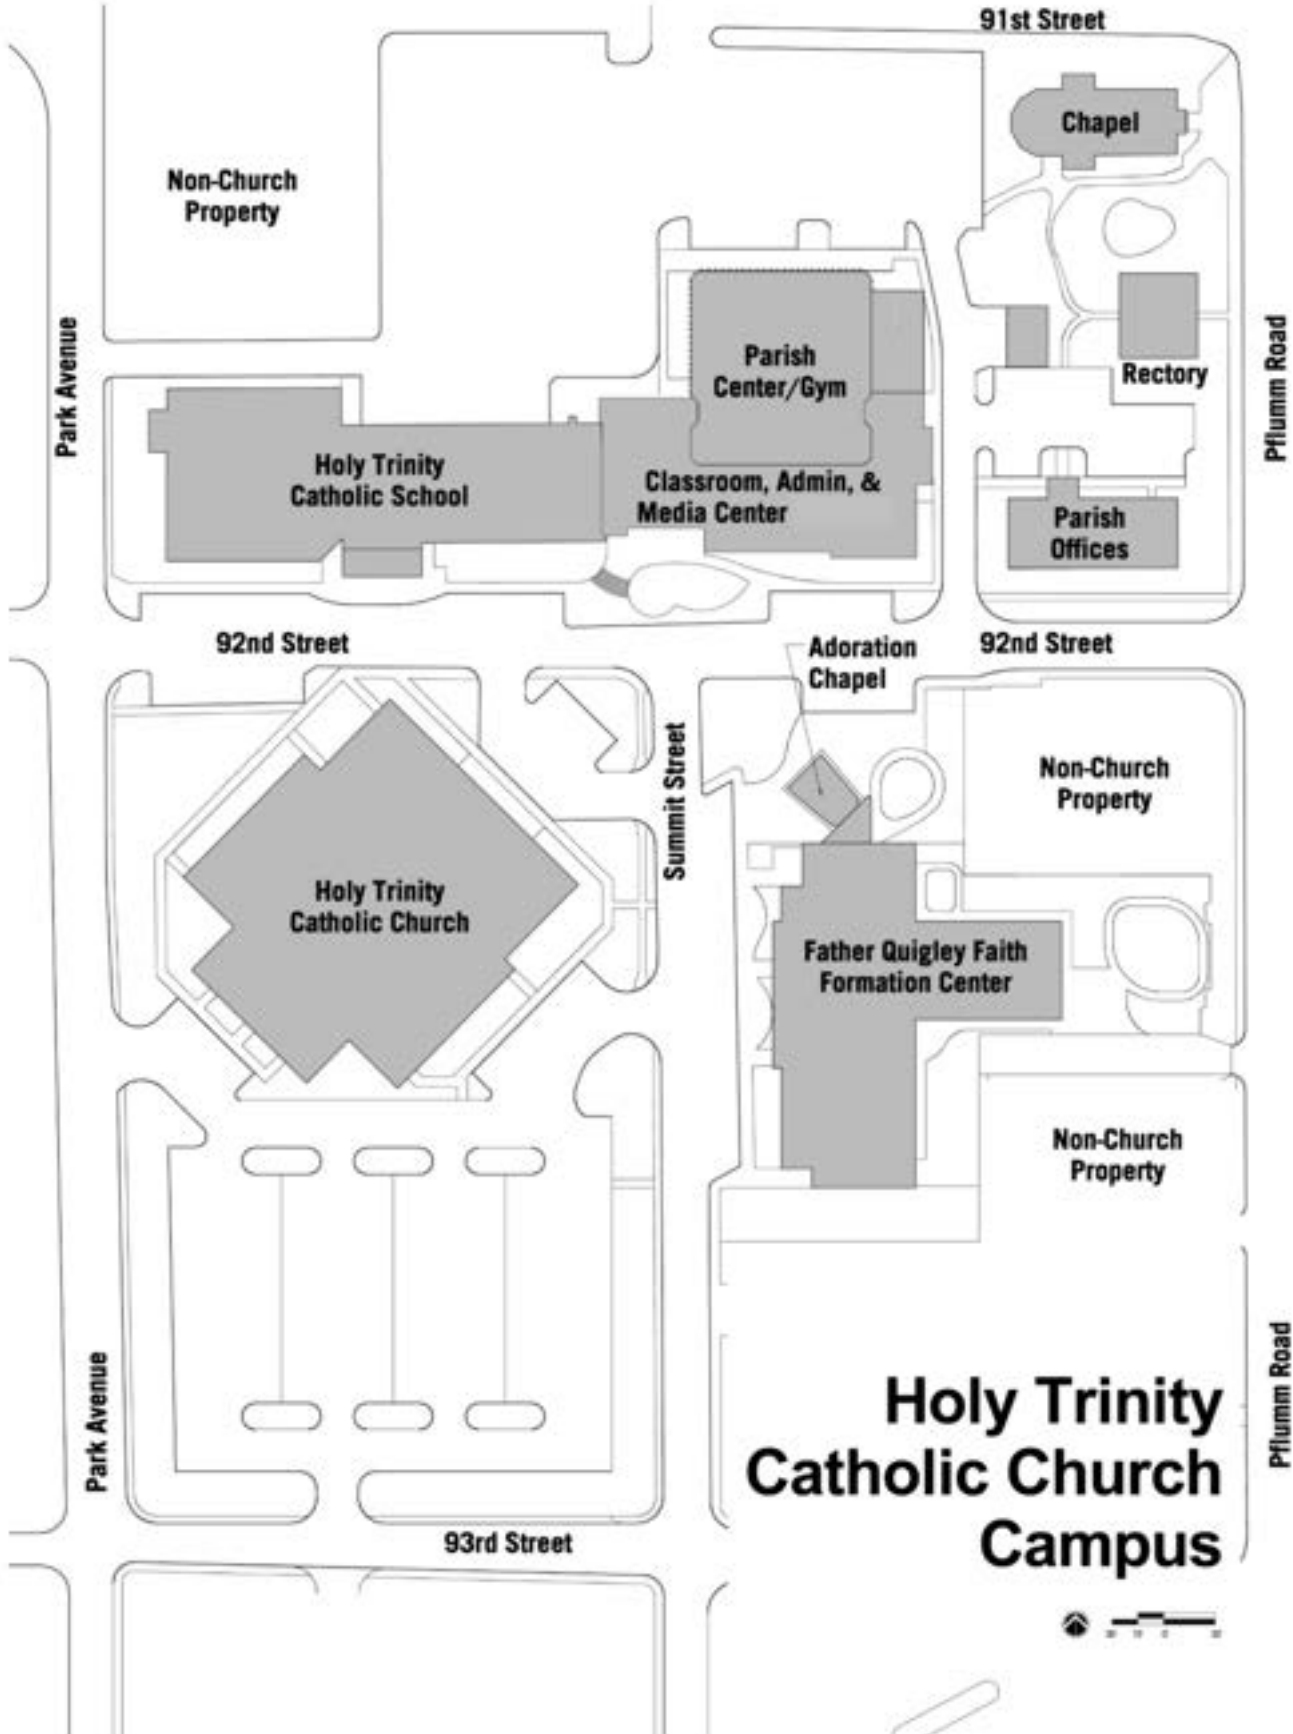 91st Street
Chapel
Non-Church
Property
Park Avenue
Parish
Center/Gym
Rectory
Pflumm Road
Holy Trinity
Catholic School
Classroom, Admin, &
Media Center
Parish
Offices
92nd Street
Adoration
Chapel
92nd Street
Summit Street
Non-Church
Property
Holy Trinity
Catholic Church
Father Quigley Faith
Formation Center
Non-Church
Property
Park Avenue
Pflumm Road
Holy Trinity
Catholic Church
Campus
93rd Street